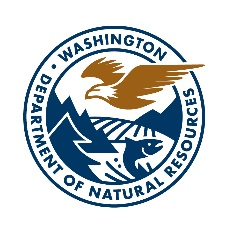 WASHINGTON
DEPARTMENT OF NATURAL RESOURCES